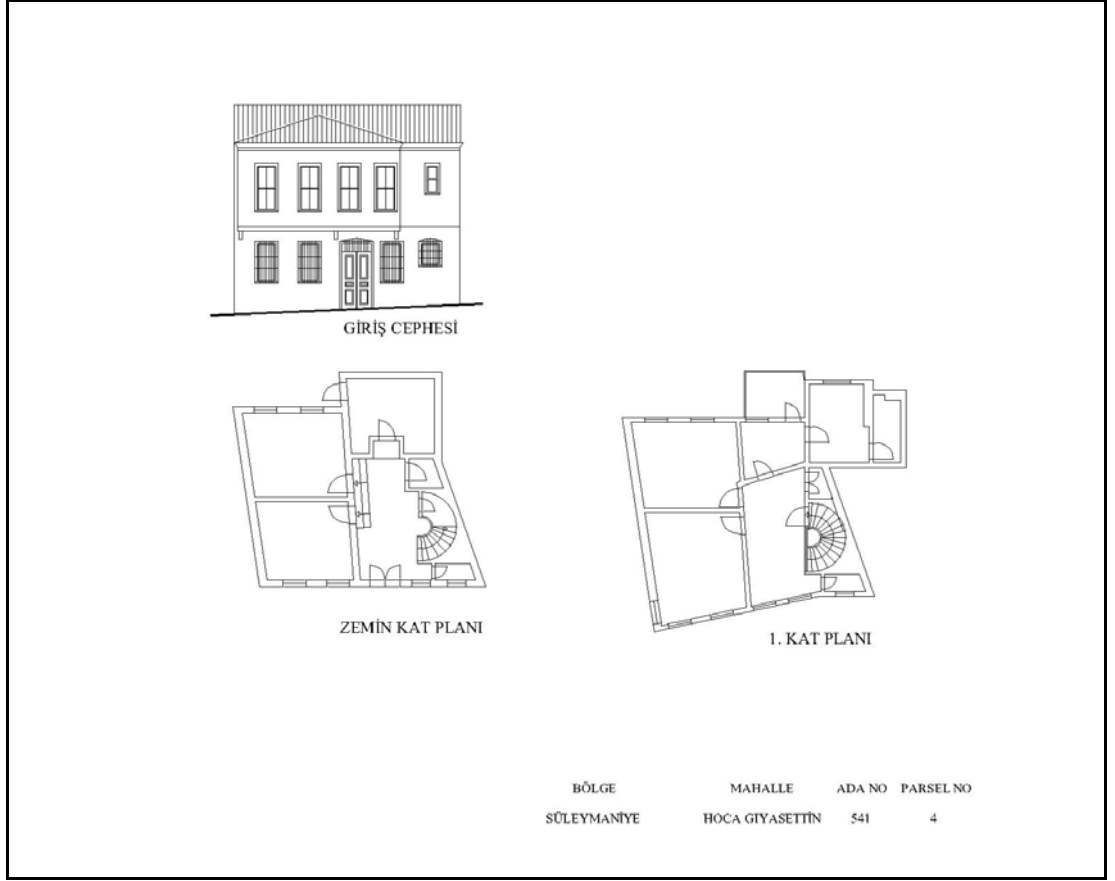 GİRİŞ CEPHESİ
ZEMİN KAT PLANI
1. KAT PLANI
BÖLGE MAHALLE ADA NO PARSEL NO
SÜLEYMANİYE HOCA GIYASETTİN 541 4